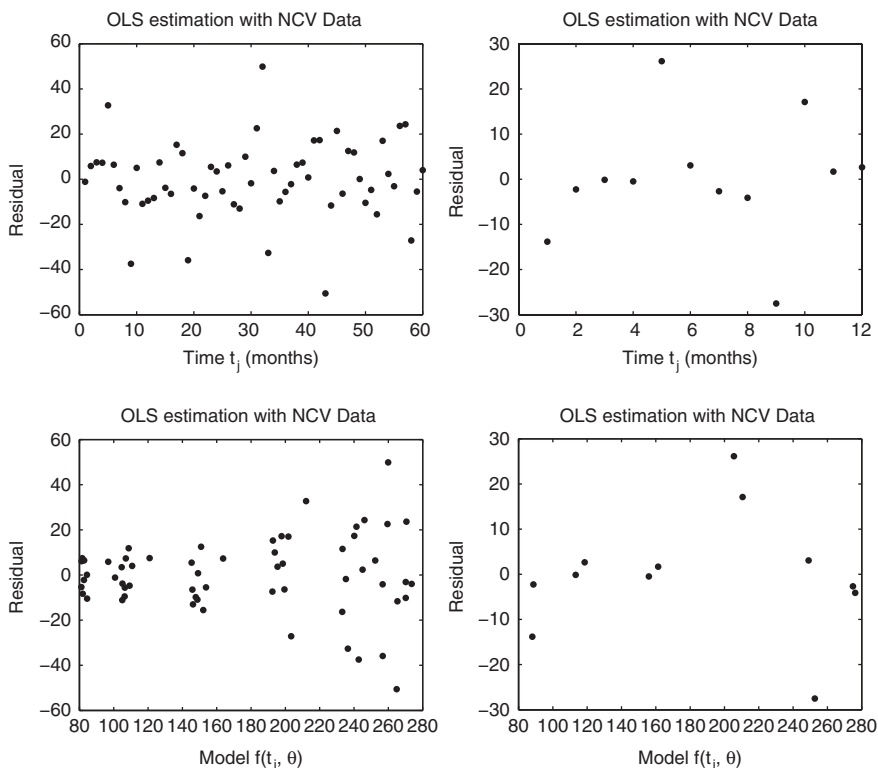 OLS estimation with NCV Data
60
40
20
0
−20
−40
−60
Residual
0 10 20 30 40 50 60
Time t_j (months)
OLS estimation with NCV Data
30
20
10
0
−10
−20
−30
Residual
0 2 4 6 8 10 12
Time t_j (months)
OLS estimation with NCV Data
60
40
20
0
−20
−40
−60
Residual
80 100 120 140 160 180 200 220 240 260 280
Model f(t_j, θ)
OLS estimation with NCV Data
30
20
10
0
−10
−20
−30
Residual
80 100 120 140 160 180 200 220 240 260 280
Model f(t_j, θ)